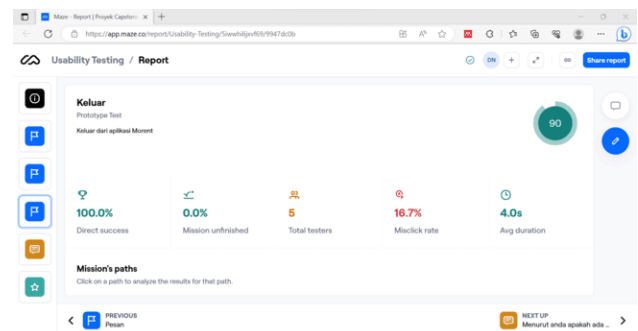 Maze - Report | Proyek Capston
https://app.maze.co/report/Usability-Testing/5iwwhilijxvf69/9947dc0b
Usability Testing / Report
DN
Share report
Keluar
Prototype Test
Keluar dari aplikasi Morent
90
100.0%
Direct success
0.0%
Mission unfinished
5
Total testers
16.7%
Misclick rate
4.0s
Avg duration
Mission's paths
Click on a path to analyze the results for that path.
PREVIOUS
Pesan
NEXT UP
Menurut anda apakah ada ..